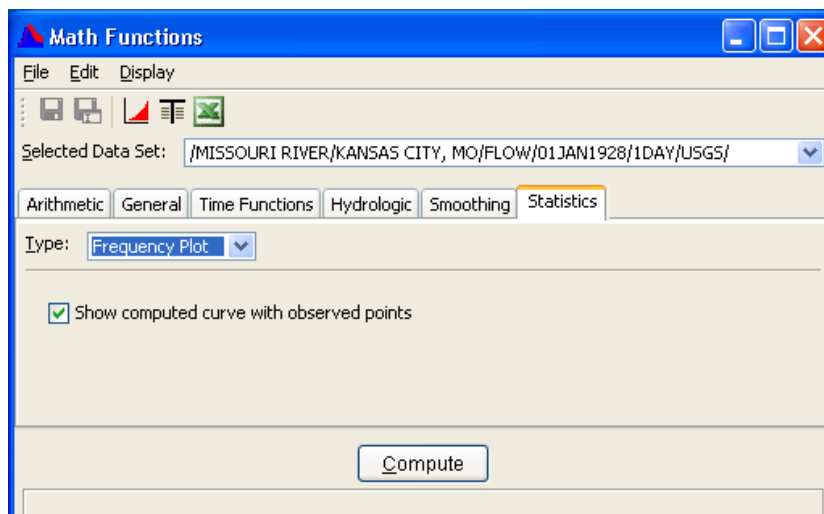 Math Functions
File Edit Display
Selected Data Set: /MISSOURI RIVER/KANSAS CITY, MO/FLOW/01JAN1928/1DAY/USGS/
Arithmetic General Time Functions Hydrologic Smoothing Statistics
Type: Frequency Plot
Show computed curve with observed points
Compute